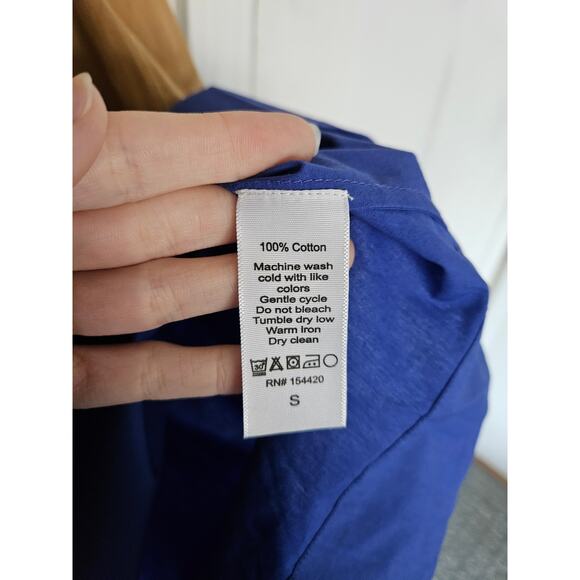 100% Cotton
Machine wash
cold with like
colors
Gentle cycle
Do not bleach
Tumble dry low
Warm Iron
Dry clean
30
RN# 154420
S